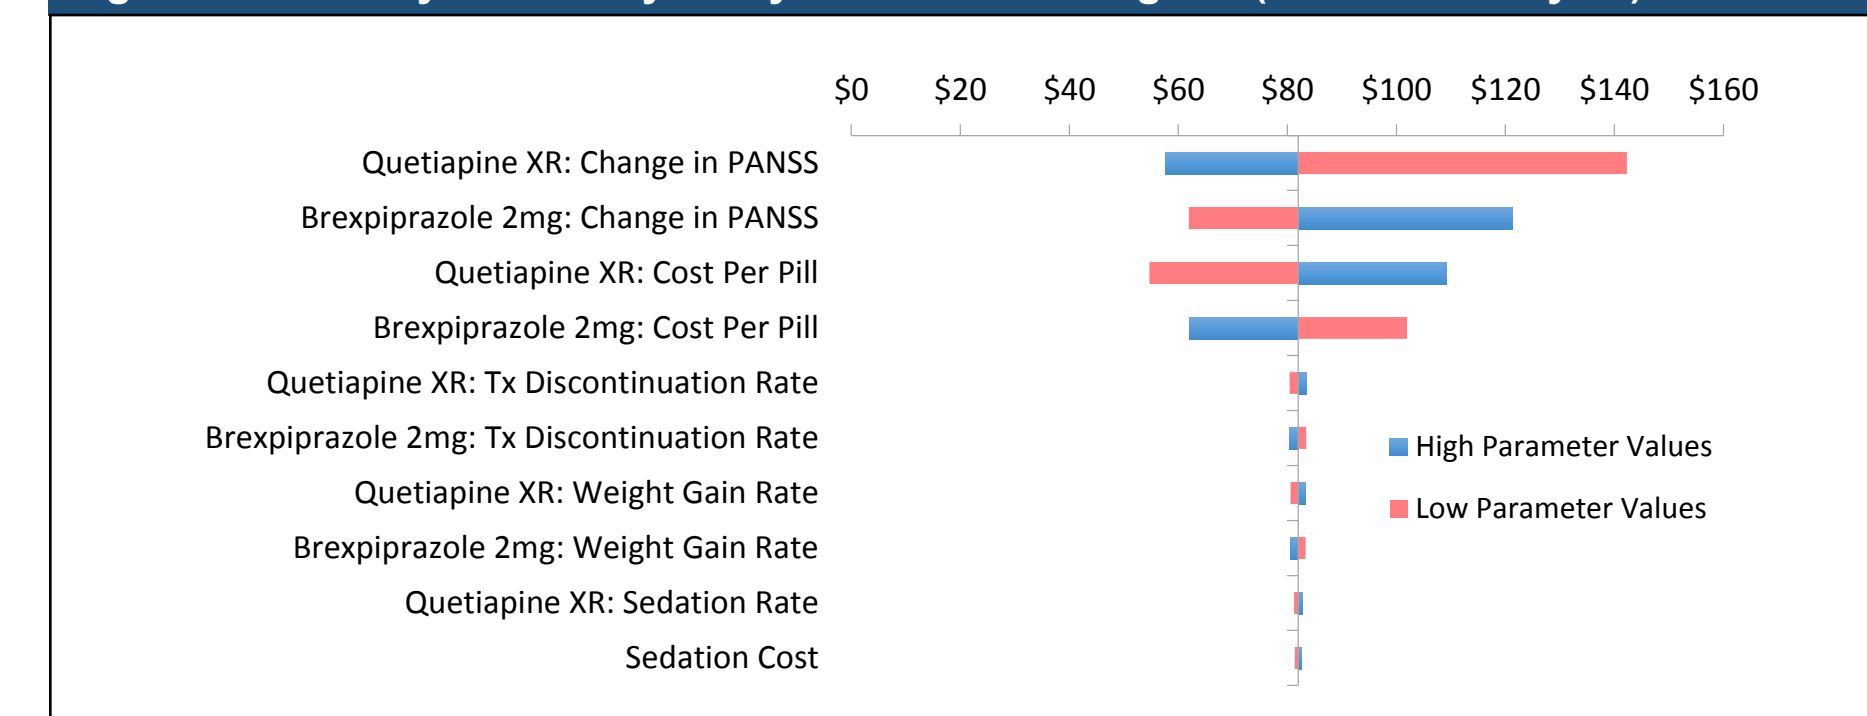 $0 $20 $40 $60 $80 $100 $120 $140 $160
Quetiapine XR: Change in PANSS
Brexpiprazole 2mg: Change in PANSS
Quetiapine XR: Cost Per Pill
Brexpiprazole 2mg: Cost Per Pill
Quetiapine XR: Tx Discontinuation Rate
Brexpiprazole 2mg: Tx Discontinuation Rate
Quetiapine XR: Weight Gain Rate
Brexpiprazole 2mg: Weight Gain Rate
Quetiapine XR: Sedation Rate
Sedation Cost
High Parameter Values
Low Parameter Values